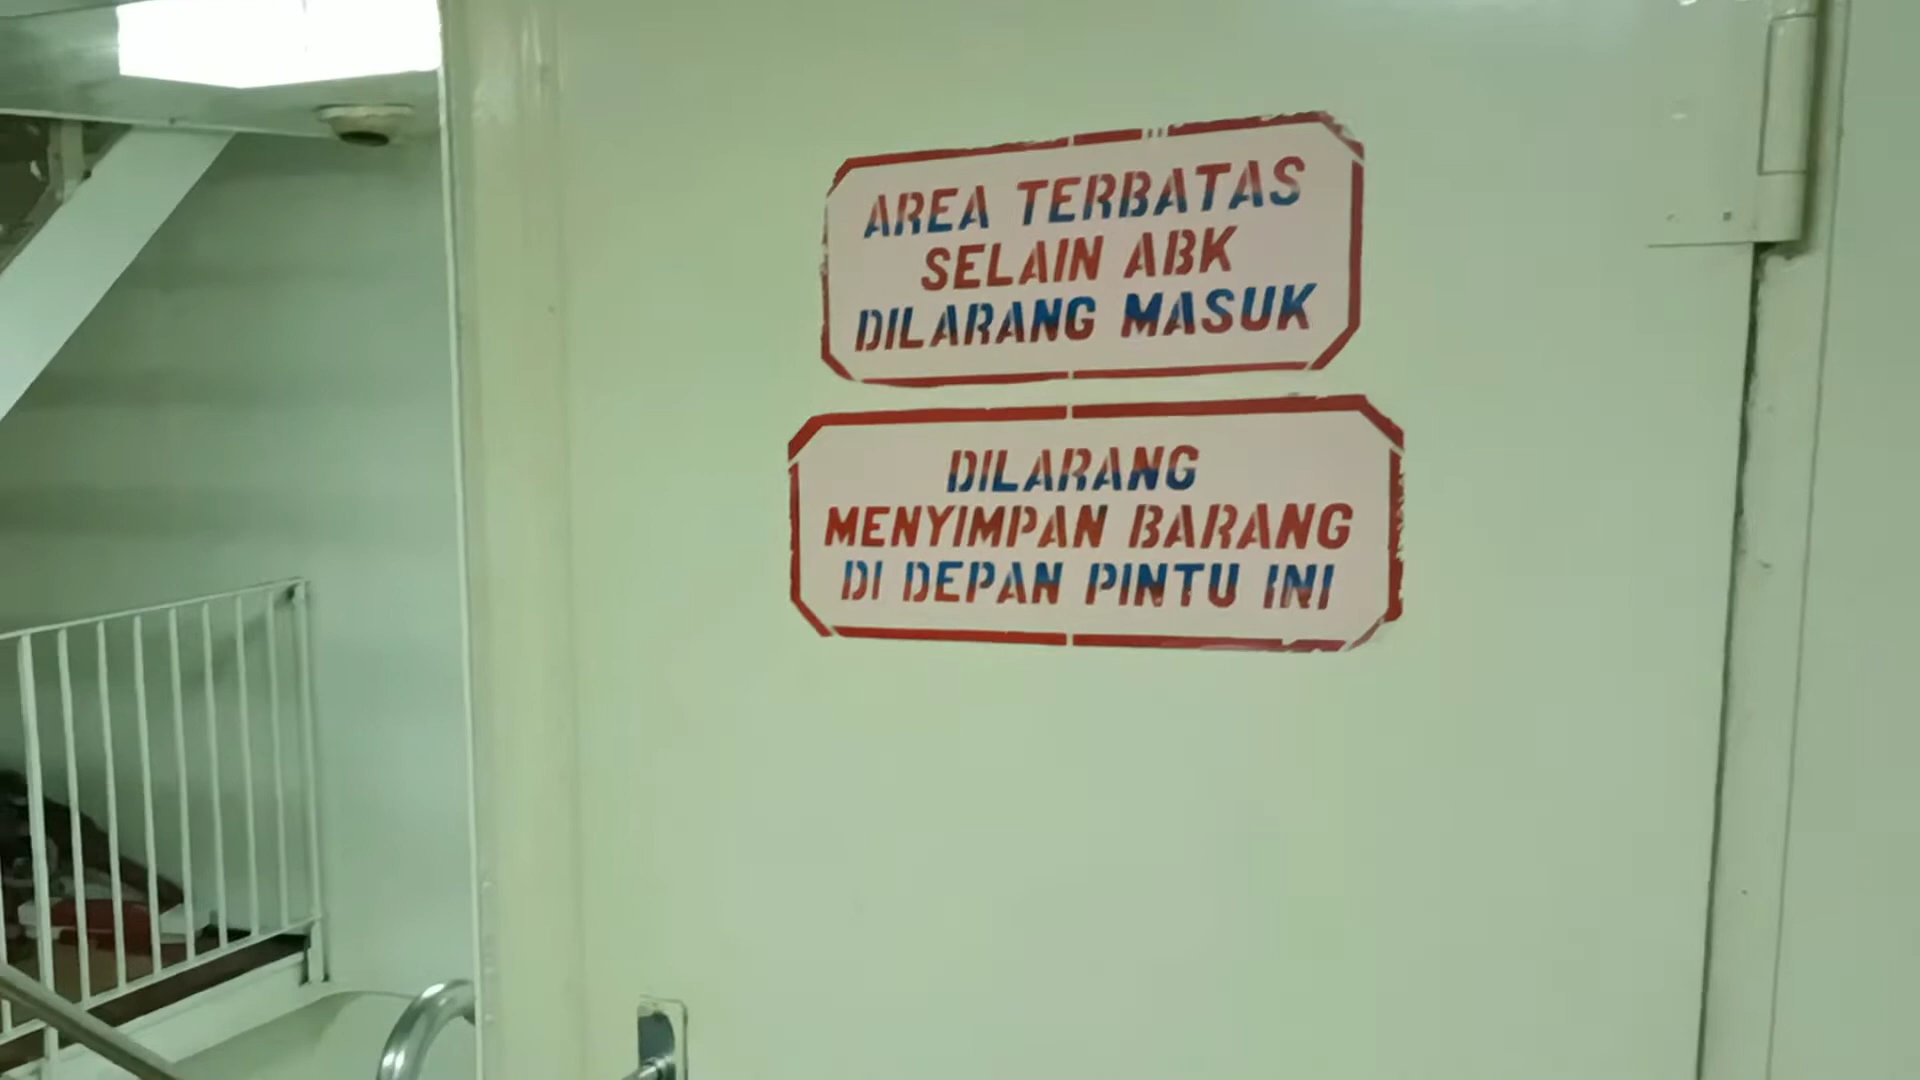 AREA TERBATAS
SELAIN ABK
DILARANG MASUK
DILARANG
MENYIMPAN BARANG
DI DEPAN PINTU INI